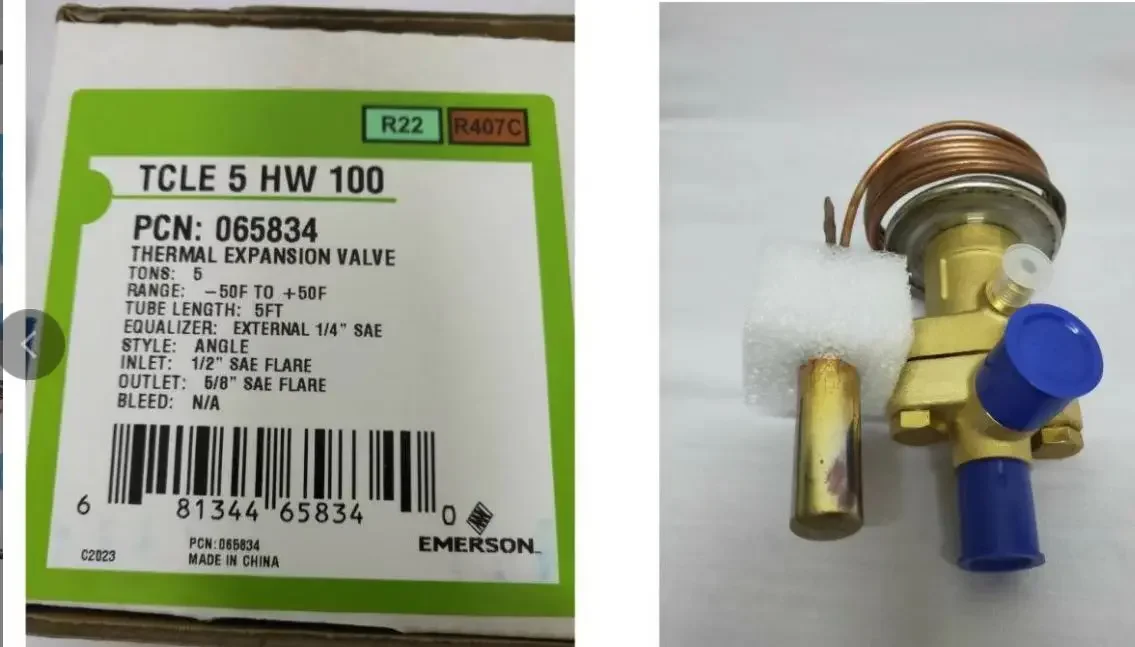 R22 R407C
TCLE 5 HW 100
PCN: 065834
THERMAL EXPANSION VALVE
TONS: 5
RANGE: -50F TO +50F
TUBE LENGTH: 5FT
EQUALIZER: EXTERNAL 1/4" SAE
STYLE: ANGLE
INLET: 1/2" SAE FLARE
OUTLET: 5/8" SAE FLARE
BLEED: N/A
6 81344 65834 0
EMERSON
C2023
PCN:065834
MADE IN CHINA